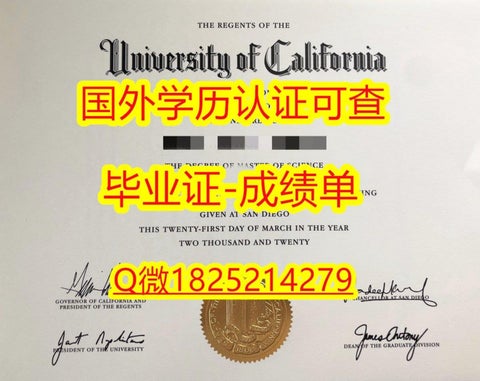 THE REGENTS OF THE
University of California
国外学历认证可查
THE DEGREE OF MASTER OF SCIENCE
毕业证-成绩单
GIVEN AT SAN DIEGO
THIS TWENTY-FIRST DAY OF MARCH IN THE YEAR
TWO THOUSAND AND TWENTY
Q微1825214279
GOVERNOR OF CALIFORNIA AND
PRESIDENT OF THE REGENTS
CHANCELLOR AT SAN DIEGO
PRESIDENT OF THE UNIVERSITY
DEAN OF THE GRADUATE DIVISION